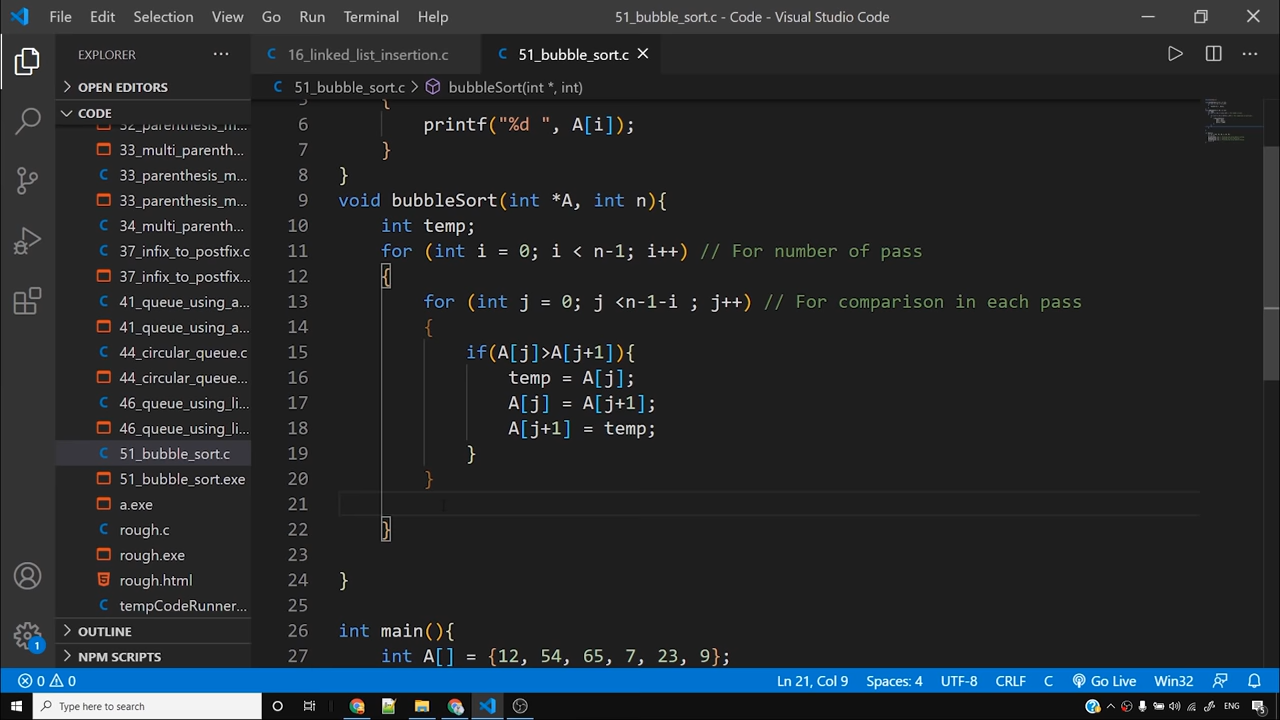 File Edit Selection View Go Run Terminal Help 51_bubble_sort.c - Code - Visual Studio Code
EXPLORER ...
16_linked_list_insertion.c 51_bubble_sort.c
OPEN EDITORS
51_bubble_sort.c > bubbleSort(int *, int)
CODE
32_parenthesis_m...
33_multi_parenth...
33_parenthesis_m...
33_parenthesis_m...
34_multi_parenth...
37_infix_to_postfix.c
37_infix_to_postfix...
41_queue_using_a...
41_queue_using_a...
44_circular_queue.c
44_circular_queue...
46_queue_using_li...
46_queue_using_li...
51_bubble_sort.c
51_bubble_sort.exe
a.exe
rough.c
rough.exe
rough.html
tempCodeRunner...
OUTLINE
NPM SCRIPTS
5 {
6 printf("%d ", A[i]);
7 }
8 }
9 void bubbleSort(int *A, int n){
10 int temp;
11 for (int i = 0; i < n-1; i++) // For number of pass
12 {
13 for (int j = 0; j <n-1-i ; j++) // For comparison in each pass
14 {
15 if(A[j]>A[j+1]){
16 temp = A[j];
17 A[j] = A[j+1];
18 A[j+1] = temp;
19 }
20 }
21
22 }
23
24 }
25
26 int main(){
27 int A[] = {12, 54, 65, 7, 23, 9};
1
0 0 Ln 21, Col 9 Spaces: 4 UTF-8 CRLF C Go Live Win32
Type here to search ENG